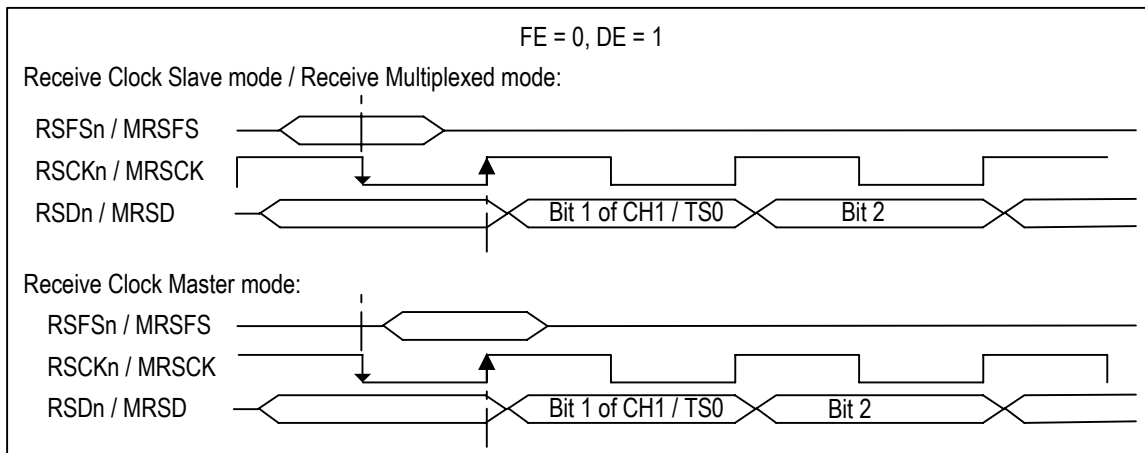 FE = 0, DE = 1
Receive Clock Slave mode / Receive Multiplexed mode:
RSFSn / MRSFS
RSCKn / MRSCK
RSDn / MRSD
Bit 1 of CH1 / TS0
Bit 2
Receive Clock Master mode:
RSFSn / MRSFS
RSCKn / MRSCK
RSDn / MRSD
Bit 1 of CH1 / TS0
Bit 2